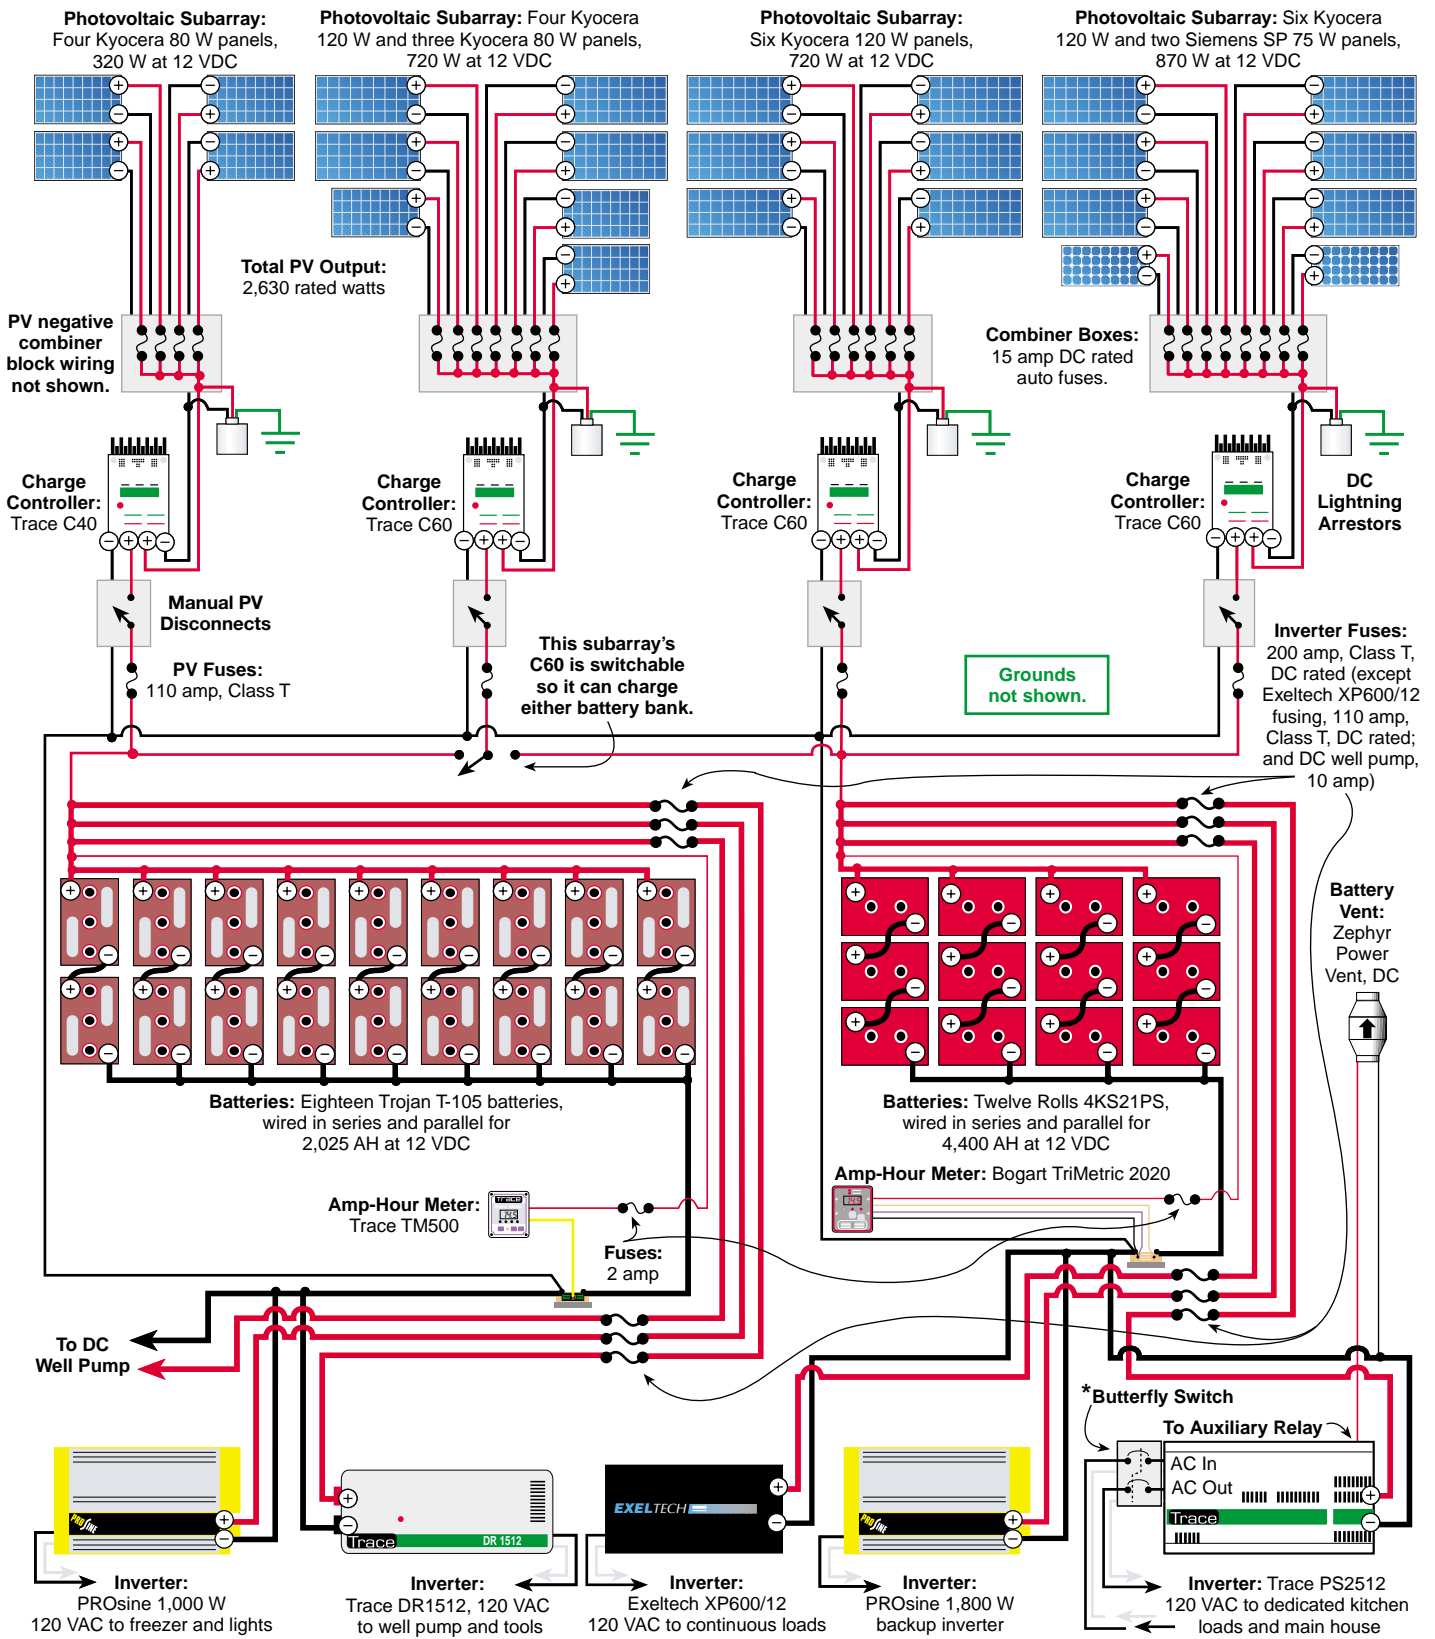 Photovoltaic Subarray:
Four Kyocera 80 W panels,
320 W at 12 VDC
Photovoltaic Subarray: Four Kyocera
120 W and three Kyocera 80 W panels,
720 W at 12 VDC
Photovoltaic Subarray:
Six Kyocera 120 W panels,
720 W at 12 VDC
Photovoltaic Subarray: Six Kyocera
120 W and two Siemens SP 75 W panels,
870 W at 12 VDC
Total PV Output:
2,630 rated watts
PV negative
combiner
block wiring
not shown.
Combiner Boxes:
15 amp DC rated
auto fuses.
Charge
Controller:
Trace C40
Charge
Controller:
Trace C60
Charge
Controller:
Trace C60
Charge
Controller:
Trace C60
DC
Lightning
Arrestors
Manual PV
Disconnects
PV Fuses:
110 amp, Class T
This subarray's
C60 is switchable
so it can charge
either battery bank.
Grounds
not shown.
Inverter Fuses:
200 amp, Class T,
DC rated (except
Exeltech XP600/12
fusing, 110 amp,
Class T, DC rated;
and DC well pump,
10 amp)
Battery
Vent:
Zephyr
Power
Vent, DC
Batteries: Eighteen Trojan T-105 batteries,
wired in series and parallel for
2,025 AH at 12 VDC
Batteries: Twelve Rolls 4KS21PS,
wired in series and parallel for
4,400 AH at 12 VDC
Amp-Hour Meter:
Trace TM500
Trace
Amp-Hour Meter: Bogart TriMetric 2020
Fuses:
2 amp
To DC
Well Pump
*Butterfly Switch
To Auxiliary Relay
AC In
AC Out
Trace
PROSINE
Trace
DR 1512
EXELTECH
PROSINE
Inverter:
PROsine 1,000 W
120 VAC to freezer and lights
Inverter:
Trace DR1512, 120 VAC
to well pump and tools
Inverter:
Exeltech XP600/12
120 VAC to continuous loads
Inverter:
PROsine 1,800 W
backup inverter
Inverter: Trace PS2512
120 VAC to dedicated kitchen
loads and main house